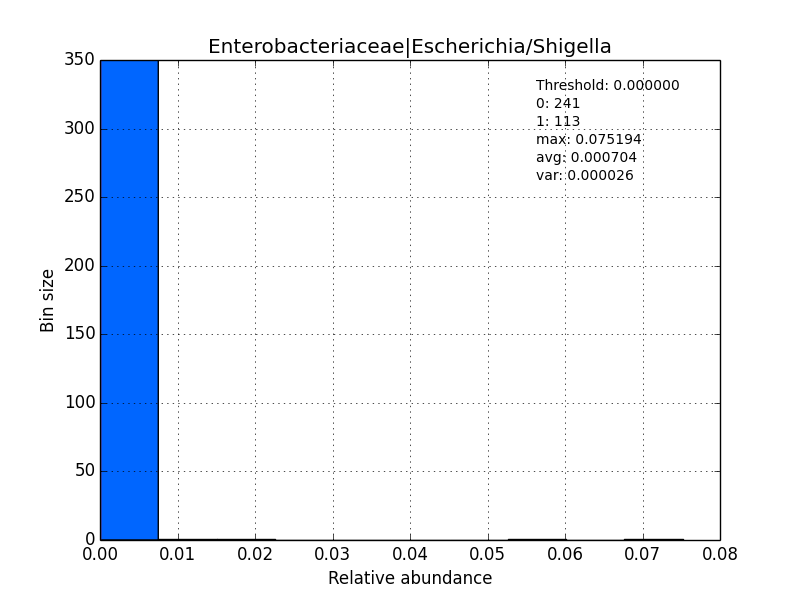 Enterobacteriaceae|Escherichia/Shigella
350
300
250
200
150
100
50
0
Bin size
Threshold: 0.000000
0: 241
1: 113
max: 0.075194
avg: 0.000704
var: 0.000026
0.00 0.01 0.02 0.03 0.04 0.05 0.06 0.07 0.08
Relative abundance